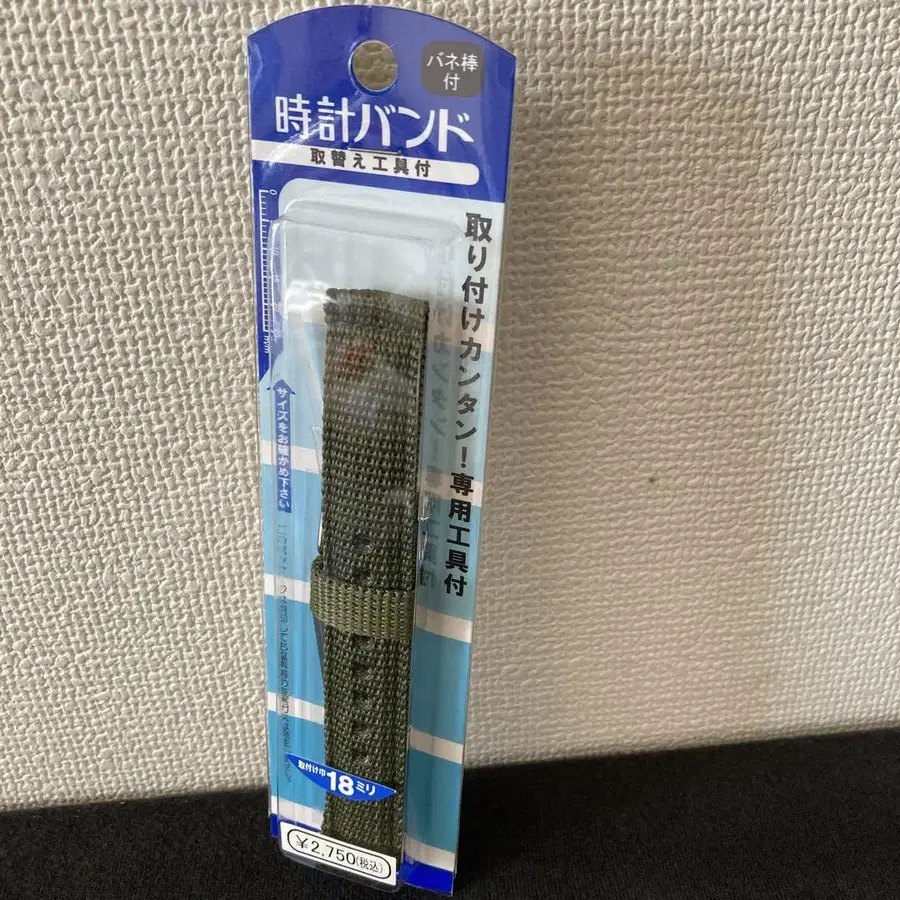 バネ棒
付
時計バンド
取替え工具付
取り付けカンタン!専用工具付
0
mm
サイズをお確かめ下さい
取付け巾18ミリ
¥2,750(税込)